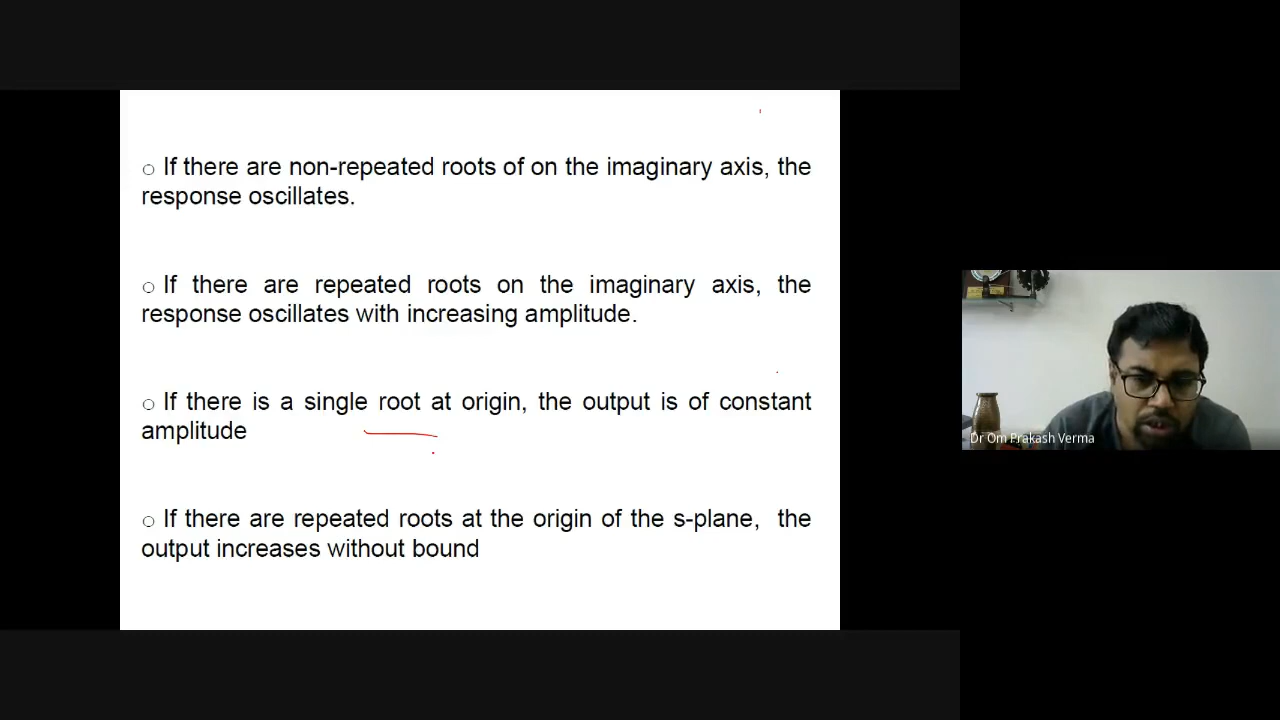 ○ If there are non-repeated roots of on the imaginary axis, the
response oscillates.
○ If there are repeated roots on the imaginary axis, the
response oscillates with increasing amplitude.
○ If there is a single root at origin, the output is of constant
amplitude
○ If there are repeated roots at the origin of the s-plane, the
output increases without bound
Dr Om Prakash Verma